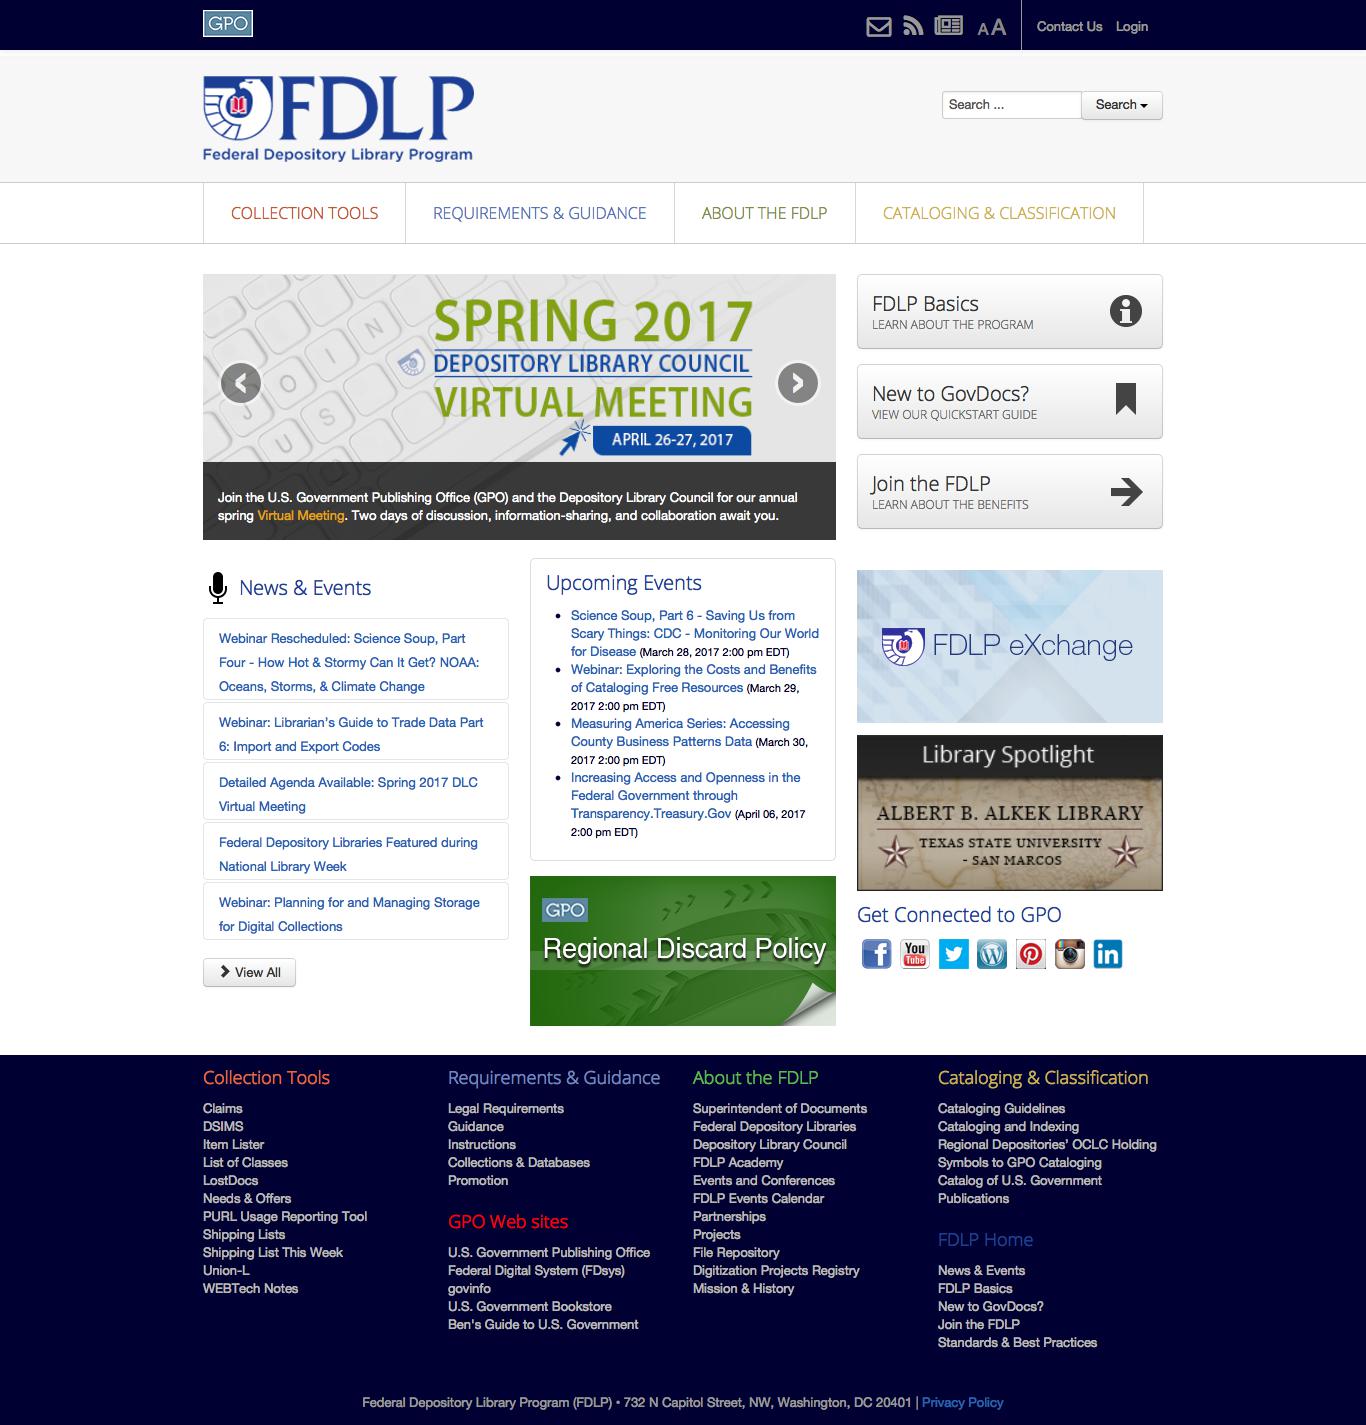 GPO
AA
Contact Us
Login
FDLP
Federal Depository Library Program
Search ...
Search
COLLECTION TOOLS
REQUIREMENTS & GUIDANCE
ABOUT THE FDLP
CATALOGING & CLASSIFICATION
SPRING 2017
DEPOSITORY LIBRARY COUNCIL
VIRTUAL MEETING
APRIL 26-27, 2017
Join the U.S. Government Publishing Office (GPO) and the Depository Library Council for our annual
spring Virtual Meeting. Two days of discussion, information-sharing, and collaboration await you.
FDLP Basics
LEARN ABOUT THE PROGRAM
New to GovDocs?
VIEW OUR QUICKSTART GUIDE
Join the FDLP
LEARN ABOUT THE BENEFITS
News & Events
Webinar Rescheduled: Science Soup, Part
Four - How Hot & Stormy Can It Get? NOAA:
Oceans, Storms, & Climate Change
Webinar: Librarian's Guide to Trade Data Part
6: Import and Export Codes
Detailed Agenda Available: Spring 2017 DLC
Virtual Meeting
Federal Depository Libraries Featured during
National Library Week
Webinar: Planning for and Managing Storage
for Digital Collections
View All
Upcoming Events
Science Soup, Part 6 - Saving Us from
Scary Things: CDC - Monitoring Our World
for Disease (March 28, 2017 2:00 pm EDT)
Webinar: Exploring the Costs and Benefits
of Cataloging Free Resources (March 29,
2017 2:00 pm EDT)
Measuring America Series: Accessing
County Business Patterns Data (March 30,
2017 2:00 pm EDT)
Increasing Access and Openness in the
Federal Government through
Transparency.Treasury.Gov (April 06, 2017
2:00 pm EDT)
GPO
Regional Discard Policy
FDLP eXchange
Library Spotlight
ALBERT B. ALKEK LIBRARY
TEXAS STATE UNIVERSITY
- SAN MARCOS
Get Connected to GPO
f
You
Tube
in
Collection Tools
Claims
DSIMS
Item Lister
List of Classes
LostDocs
Needs & Offers
PURL Usage Reporting Tool
Shipping Lists
Shipping List This Week
Union-L
WEBTech Notes
Requirements & Guidance
Legal Requirements
Guidance
Instructions
Collections & Databases
Promotion
GPO Web sites
U.S. Government Publishing Office
Federal Digital System (FDsys)
govinfo
U.S. Government Bookstore
Ben's Guide to U.S. Government
About the FDLP
Superintendent of Documents
Federal Depository Libraries
Depository Library Council
FDLP Academy
Events and Conferences
FDLP Events Calendar
Partnerships
Projects
File Repository
Digitization Projects Registry
Mission & History
Cataloging & Classification
Cataloging Guidelines
Cataloging and Indexing
Regional Depositories' OCLC Holding
Symbols to GPO Cataloging
Catalog of U.S. Government
Publications
FDLP Home
News & Events
FDLP Basics
New to GovDocs?
Join the FDLP
Standards & Best Practices
Federal Depository Library Program (FDLP) • 732 N Capitol Street, NW, Washington, DC 20401 | Privacy Policy